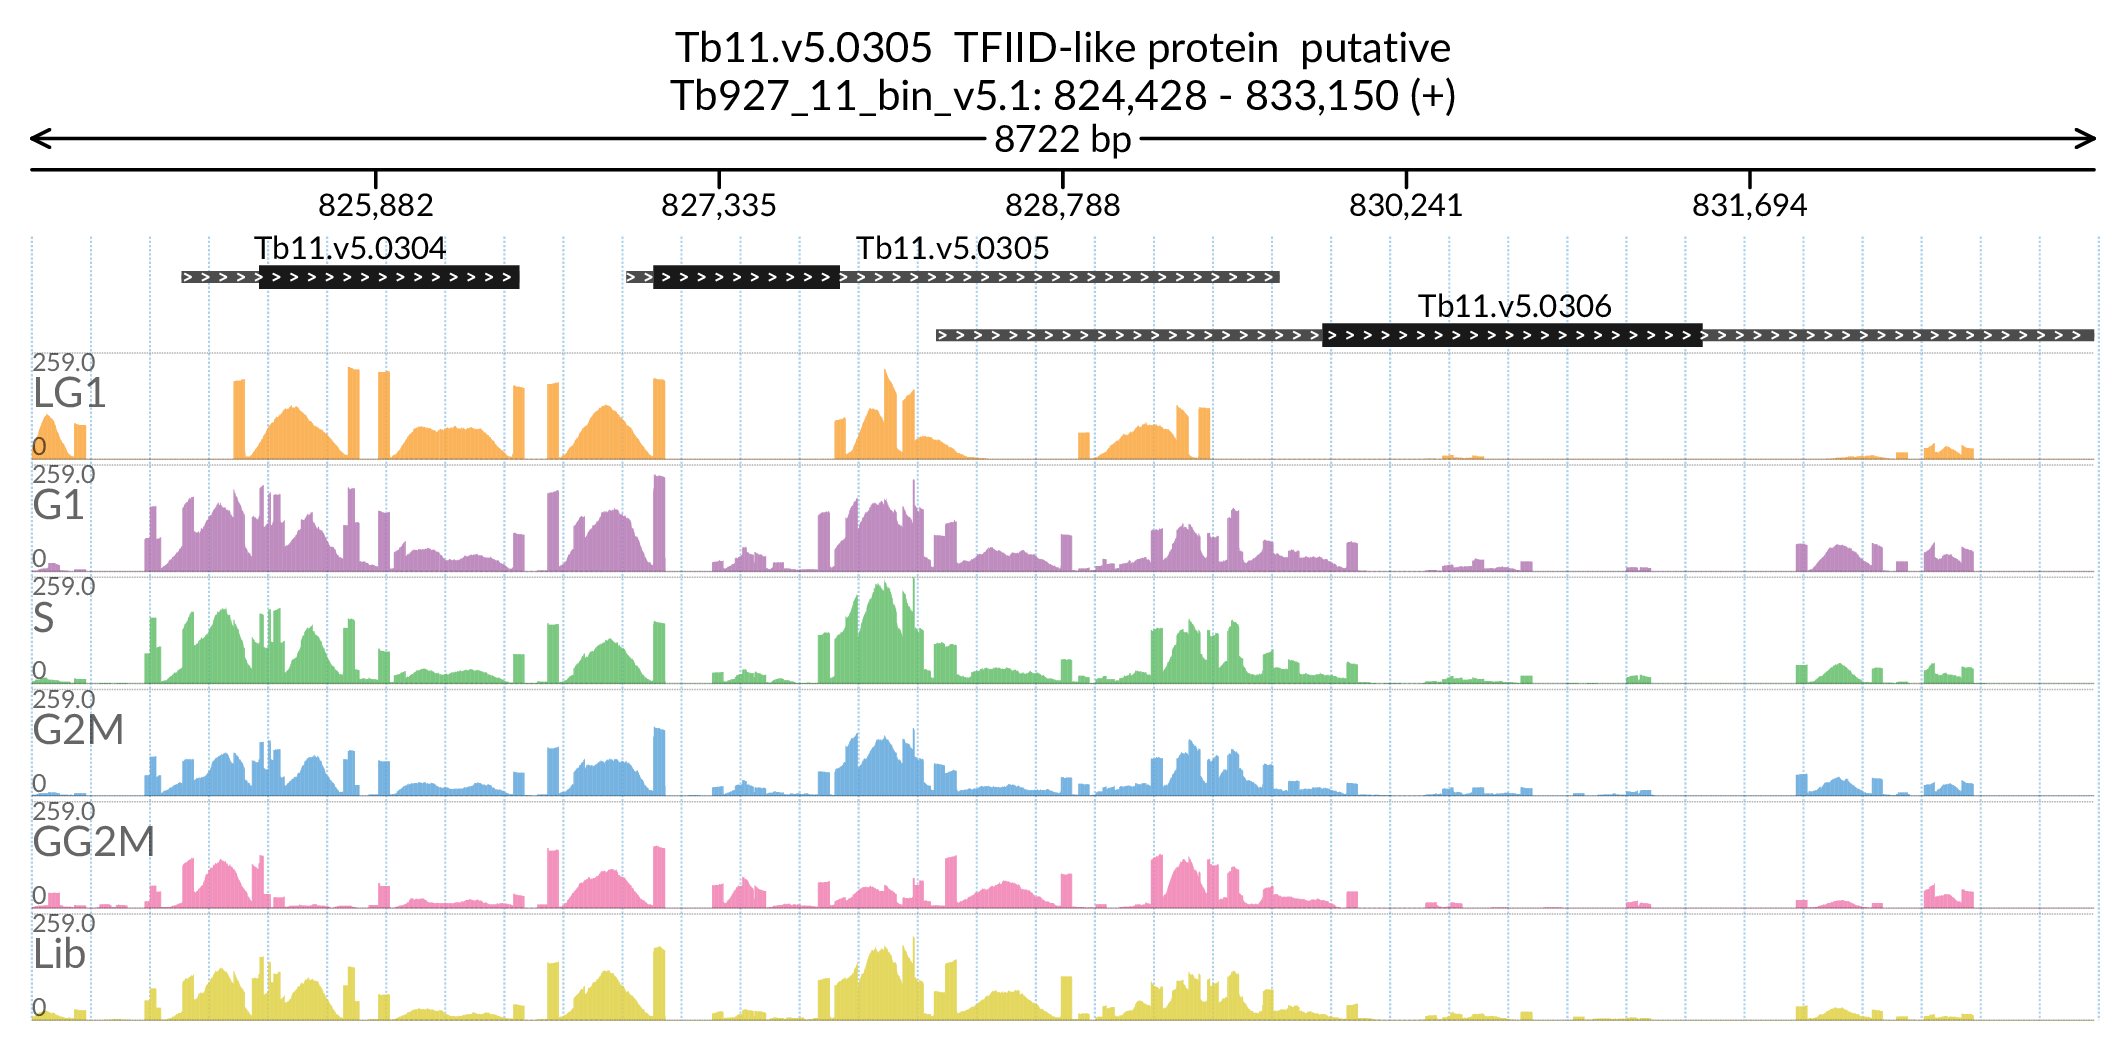 Tb11.v5.0305 TFIID-like protein putative
Tb927_11_bin_v5.1: 824,428 - 833,150 (+)
8722 bp
825,882 827,335 828,788 830,241 831,694
Tb11.v5.0304 Tb11.v5.0305
Tb11.v5.0306
259.0
LG1
0
259.0
G1
0
259.0
S
0
259.0
G2M
0
259.0
GG2M
0
259.0
Lib
0